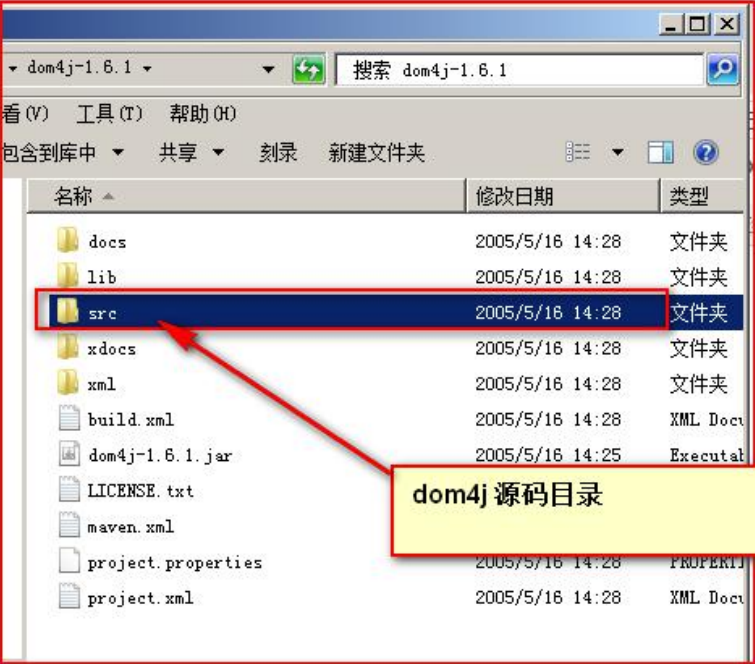 dom4j-1.6.1
搜索 dom4j-1.6.1
看(V) 工具(T) 帮助(H)
包含到库中 共享 刻录 新建文件夹
名称 修改日期 类型
docs 2005/5/16 14:28 文件夹
lib 2005/5/16 14:28 文件夹
src 2005/5/16 14:28 文件夹
xdocs 2005/5/16 14:28 文件夹
xml 2005/5/16 14:28 文件夹
build.xml 2005/5/16 14:28 XML Docu
dom4j-1.6.1.jar 2005/5/16 14:25 Executab
LICENSE.txt
dom4j 源码目录
maven.xml
project.properties 2005/5/16 14:28 PROPERTI
project.xml 2005/5/16 14:28 XML Docu